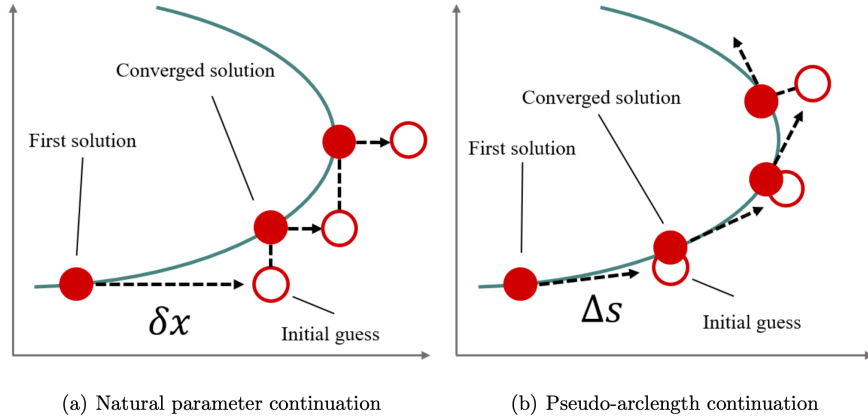 Converged solution
First solution
δx
Initial guess
(a) Natural parameter continuation
Converged solution
First solution
Δs
Initial guess
(b) Pseudo-arclength continuation